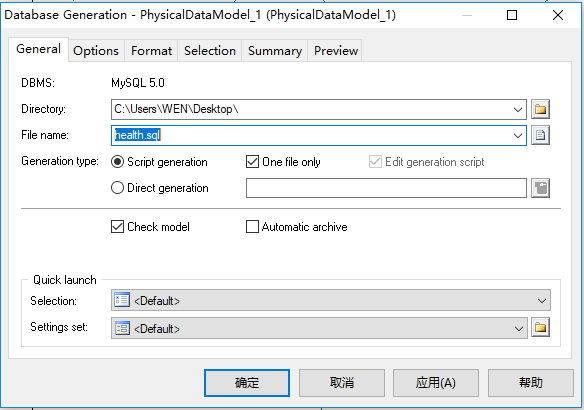 Database Generation - PhysicalDataModel_1 (PhysicalDataModel_1)
General Options Format Selection Summary Preview
DBMS: MySQL 5.0
Directory: C:\Users\WEN\Desktop\
File name: health.sql
Generation type: Script generation One file only Edit generation script
Direct generation
Check model Automatic archive
Quick launch
Selection: <Default>
Settings set: <Default>
确定 取消 应用(A) 帮助